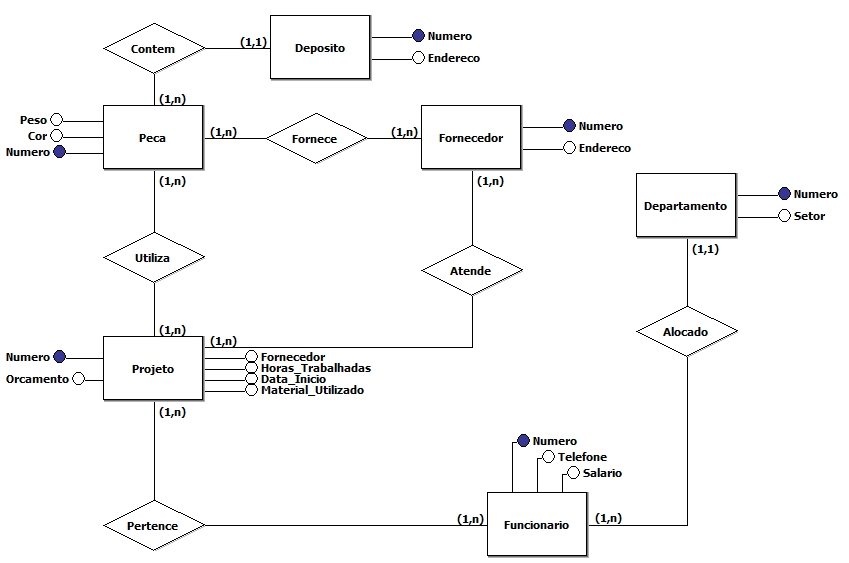 Contem
(1,1)
Deposito
Numero
Endereco
(1,n)
Peso
Cor
Numero
Peca
(1,n)
Fornece
(1,n)
Fornecedor
Numero
Endereco
(1,n)
(1,n)
Departamento
Numero
Setor
(1,1)
Utiliza
Atende
Alocado
(1,n)
(1,n)
Numero
Orcamento
Projeto
Fornecedor
Horas_Trabalhadas
Data_Inicio
Material_Utilizado
(1,n)
Numero
Telefone
Salario
Pertence
(1,n)
Funcionario
(1,n)